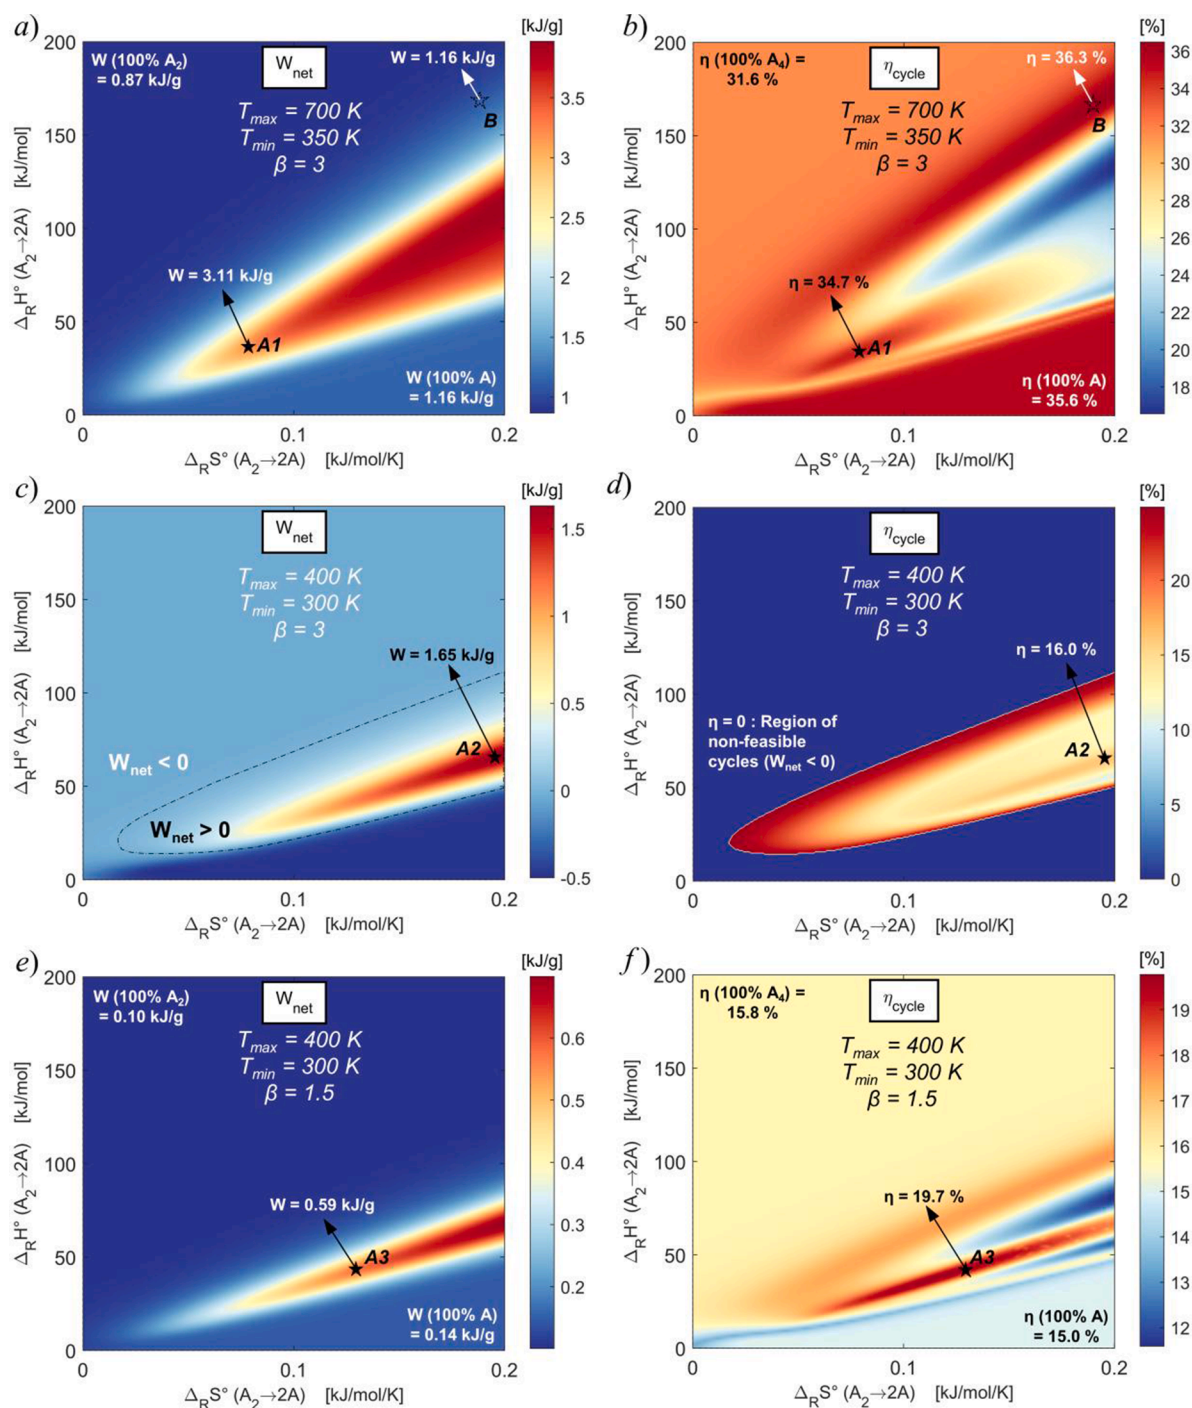 a)
[kJ/g]
W (100% A2)
= 0.87 kJ/g
Wnet
W = 1.16 kJ/g
B
Tmax = 700 K
Tmin = 350 K
β = 3
W = 3.11 kJ/g
A1
W (100% A)
= 1.16 kJ/g
200
150
100
50
0
0
0.1
0.2
ΔRH° (A2→2A) [kJ/mol]
ΔRS° (A2→2A) [kJ/mol/K]
3.5
3
2.5
2
1.5
1
b)
[%]
η (100% A4) =
31.6 %
ηcycle
η = 36.3 %
B
Tmax = 700 K
Tmin = 350 K
β = 3
η = 34.7 %
A1
η (100% A)
= 35.6 %
200
150
100
50
0
0
0.1
0.2
ΔRH° (A2→2A) [kJ/mol]
ΔRS° (A2→2A) [kJ/mol/K]
36
34
32
30
28
26
24
22
20
18
c)
[kJ/g]
Wnet
Tmax = 400 K
Tmin = 300 K
β = 3
W = 1.65 kJ/g
A2
Wnet < 0
Wnet > 0
200
150
100
50
0
0
0.1
0.2
ΔRH° (A2→2A) [kJ/mol]
ΔRS° (A2→2A) [kJ/mol/K]
1.5
1
0.5
0
-0.5
d)
[%]
ηcycle
Tmax = 400 K
Tmin = 300 K
β = 3
η = 16.0 %
A2
η = 0 : Region of
non-feasible
cycles (Wnet < 0)
200
150
100
50
0
0
0.1
0.2
ΔRH° (A2→2A) [kJ/mol]
ΔRS° (A2→2A) [kJ/mol/K]
20
15
10
5
0
e)
[kJ/g]
W (100% A2)
= 0.10 kJ/g
Wnet
Tmax = 400 K
Tmin = 300 K
β = 1.5
W = 0.59 kJ/g
A3
W (100% A)
= 0.14 kJ/g
200
150
100
50
0
0
0.1
0.2
ΔRH° (A2→2A) [kJ/mol]
ΔRS° (A2→2A) [kJ/mol/K]
0.6
0.5
0.4
0.3
0.2
f)
[%]
η (100% A4) =
15.8 %
ηcycle
Tmax = 400 K
Tmin = 300 K
β = 1.5
η = 19.7 %
A3
η (100% A)
= 15.0 %
200
150
100
50
0
0
0.1
0.2
ΔRH° (A2→2A) [kJ/mol]
ΔRS° (A2→2A) [kJ/mol/K]
19
18
17
16
15
14
13
12